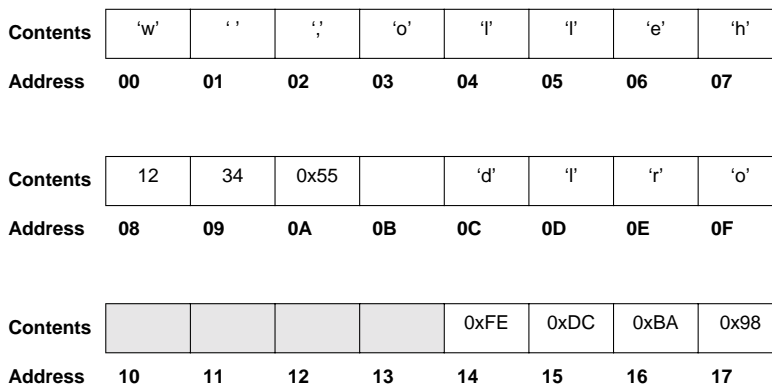 Contents ‘w’ ‘ ’ ‘,’ ‘o’ ‘l’ ‘l’ ‘e’ ‘h’
Address 00 01 02 03 04 05 06 07
Contents 12 34 0x55 ‘d’ ‘l’ ‘r’ ‘o’
Address 08 09 0A 0B 0C 0D 0E 0F
Contents 0xFE 0xDC 0xBA 0x98
Address 10 11 12 13 14 15 16 17